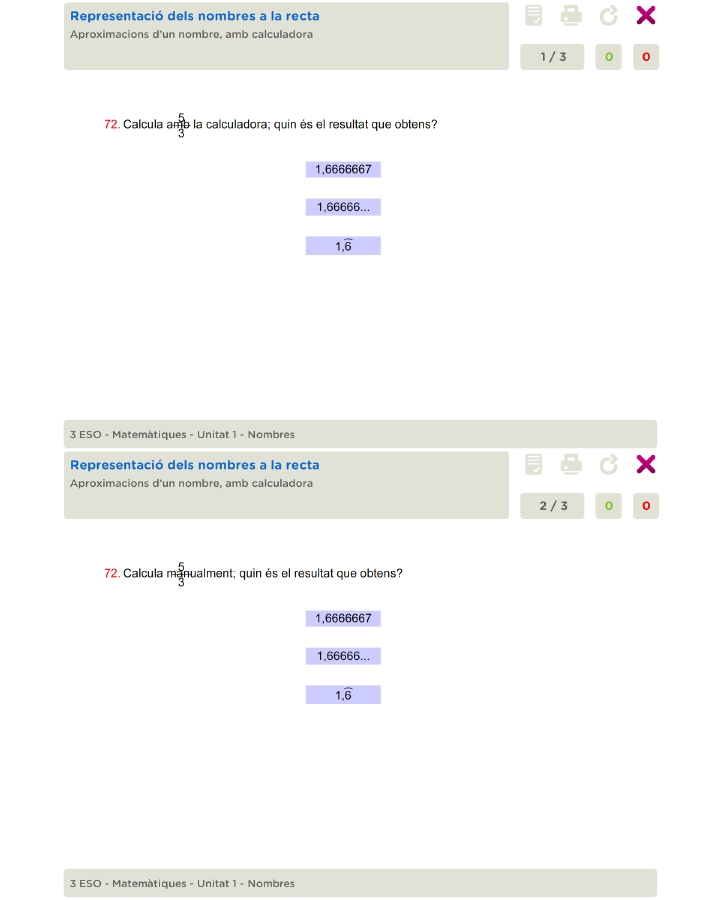 Representació dels nombres a la recta
Aproximacions d'un nombre, amb calculadora
1 / 3
0
0
72. Calcula amb 5/3 la calculadora; quin és el resultat que obtens?
1,6666667
1,66666...
1,6̑
3 ESO - Matemàtiques - Unitat 1 - Nombres
Representació dels nombres a la recta
Aproximacions d'un nombre, amb calculadora
2 / 3
0
0
72. Calcula 5/3 manualment; quin és el resultat que obtens?
1,6666667
1,66666...
1,6̑
3 ESO - Matemàtiques - Unitat 1 - Nombres